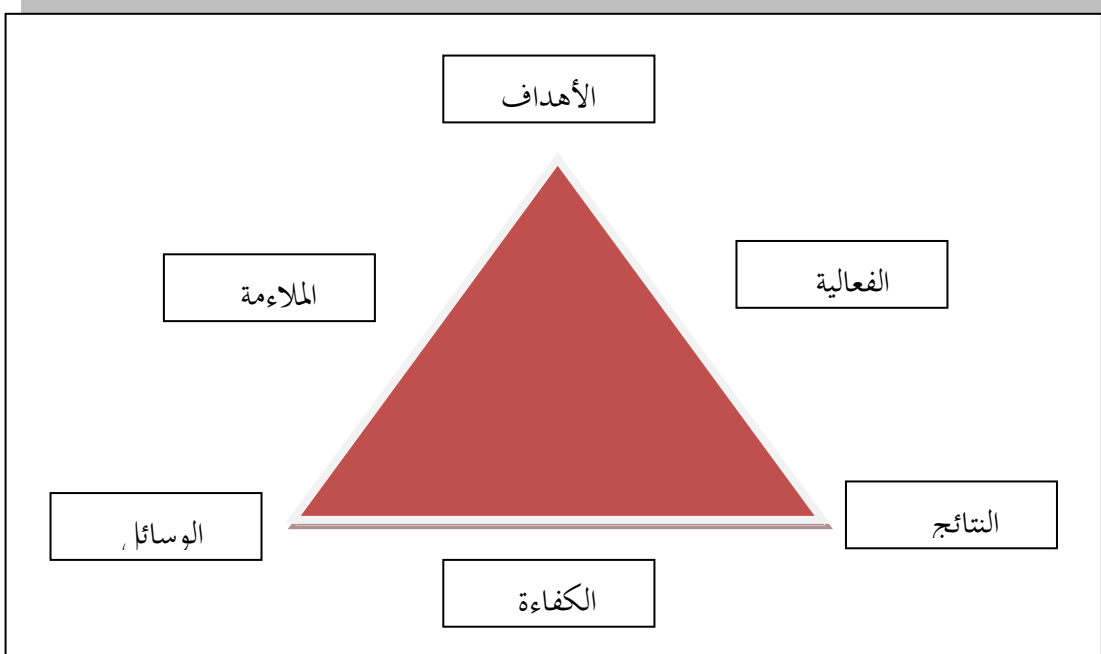 الأهداف
الفعالية
الملاءمة
النتائج
الوسائل
الكفاءة